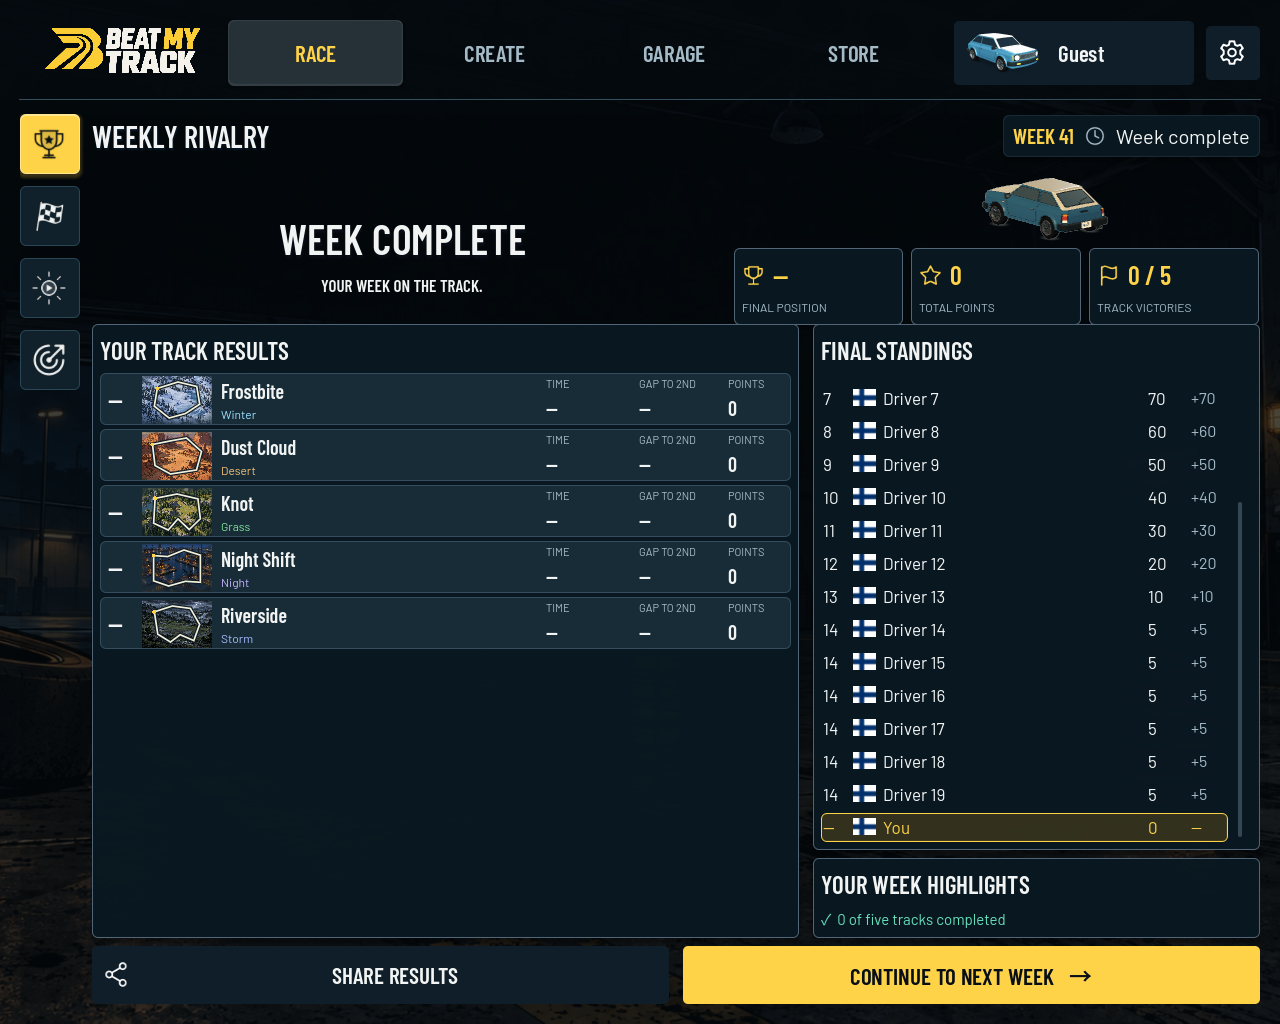 BEAT MY TRACK
RACE
CREATE
GARAGE
STORE
Guest
WEEKLY RIVALRY
WEEK 41 Week complete
WEEK COMPLETE
YOUR WEEK ON THE TRACK.
–
FINAL POSITION
0
TOTAL POINTS
0 / 5
TRACK VICTORIES
YOUR TRACK RESULTS
– Frostbite Winter TIME – GAP TO 2ND – POINTS 0
– Dust Cloud Desert TIME – GAP TO 2ND – POINTS 0
– Knot Grass TIME – GAP TO 2ND – POINTS 0
– Night Shift Night TIME – GAP TO 2ND – POINTS 0
– Riverside Storm TIME – GAP TO 2ND – POINTS 0
FINAL STANDINGS
7 Driver 7 70 +70
8 Driver 8 60 +60
9 Driver 9 50 +50
10 Driver 10 40 +40
11 Driver 11 30 +30
12 Driver 12 20 +20
13 Driver 13 10 +10
14 Driver 14 5 +5
14 Driver 15 5 +5
14 Driver 16 5 +5
14 Driver 17 5 +5
14 Driver 18 5 +5
14 Driver 19 5 +5
– You 0 –
YOUR WEEK HIGHLIGHTS
✓ 0 of five tracks completed
SHARE RESULTS
CONTINUE TO NEXT WEEK →